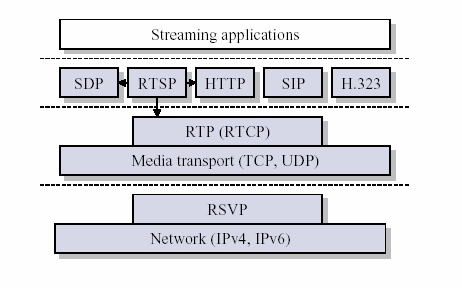 Streaming applications
SDP RTSP HTTP SIP H.323
RTP (RTCP)
Media transport (TCP, UDP)
RSVP
Network (IPv4, IPv6)